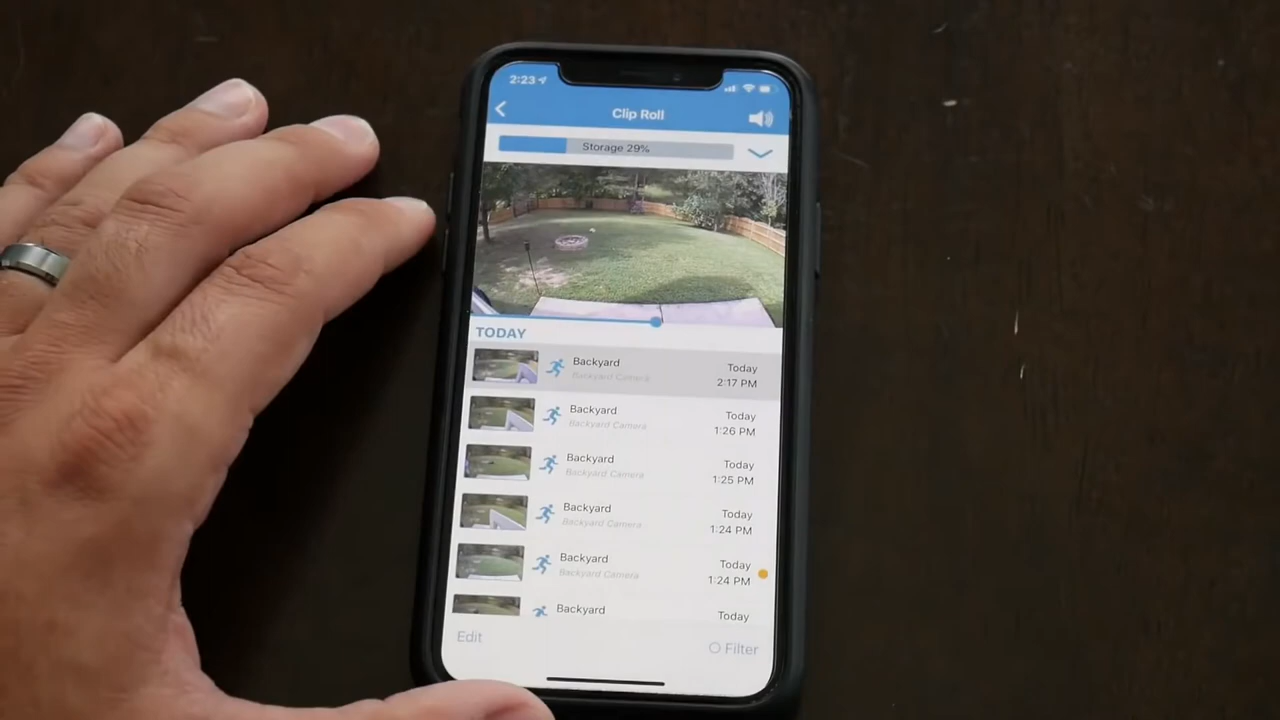 2:23
Clip Roll
Storage 29%
TODAY
Backyard
Backyard Camera
Today
2:17 PM
Backyard
Backyard Camera
Today
1:26 PM
Backyard
Backyard Camera
Today
1:25 PM
Backyard
Backyard Camera
Today
1:24 PM
Backyard
Backyard Camera
Today
1:24 PM
Backyard
Today
Edit
Filter